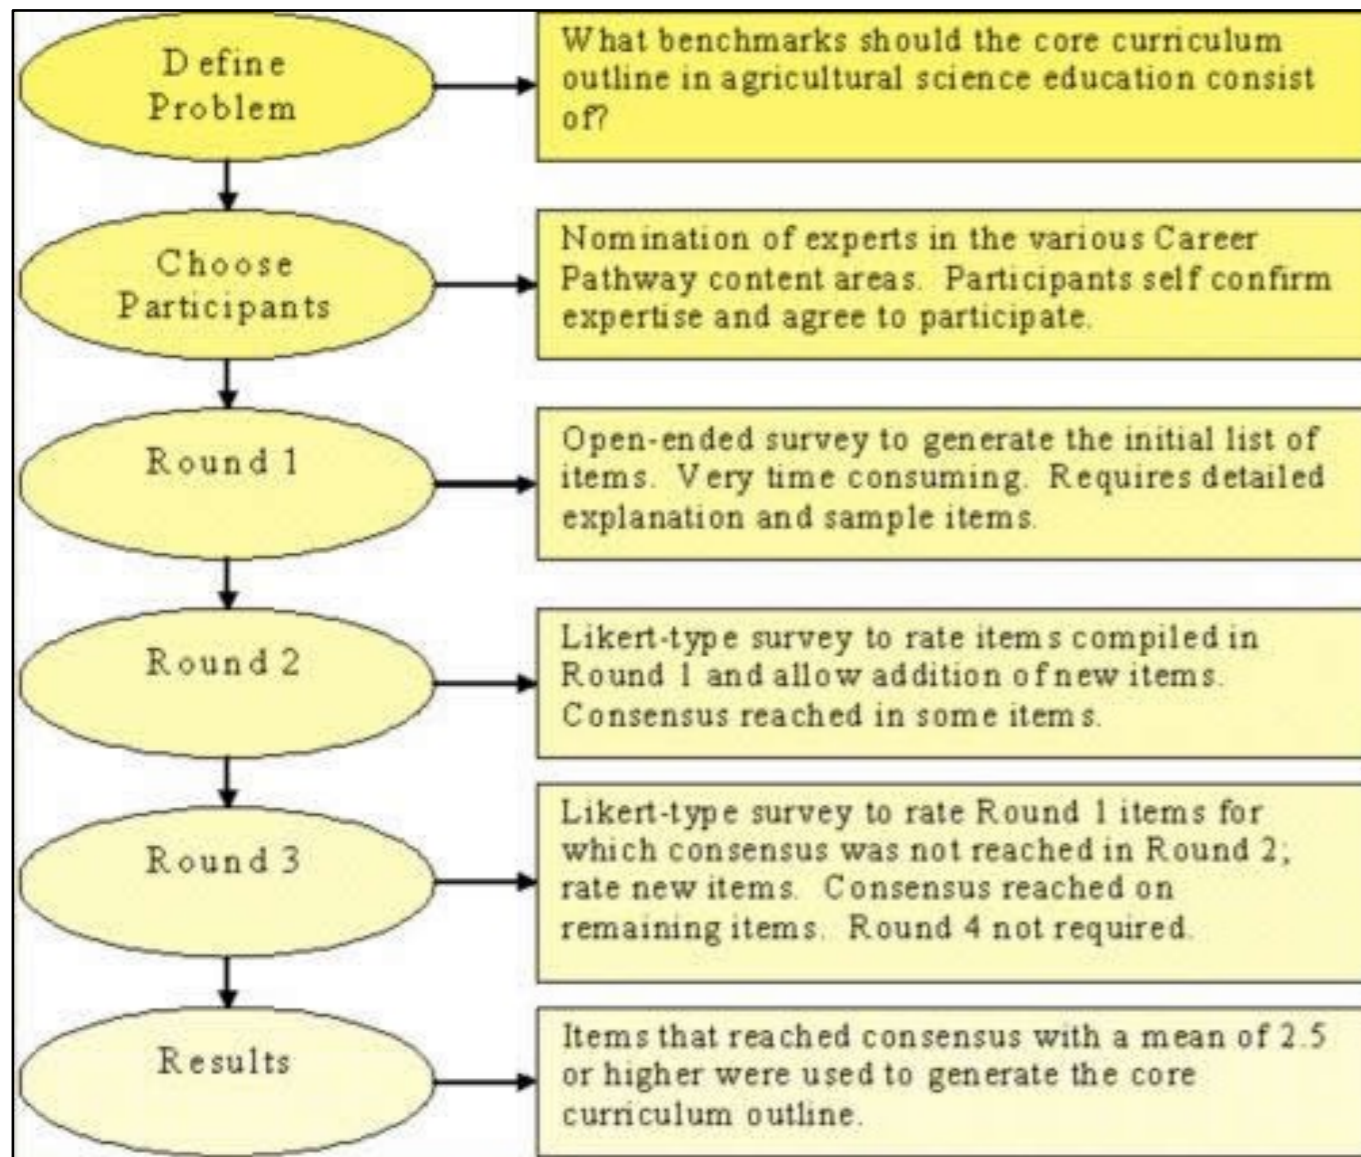 Define
Problem
What benchmarks should the core curriculum
outline in agricultural science education consist
of?
Choose
Participants
Nomination of experts in the various Career
Pathway content areas. Participants self confirm
expertise and agree to participate.
Round 1
Open-ended survey to generate the initial list of
items. Very time consuming. Requires detailed
explanation and sample items.
Round 2
Likert-type survey to rate items compiled in
Round 1 and allow addition of new items.
Consensus reached in some items.
Round 3
Likert-type survey to rate Round 1 items for
which consensus was not reached in Round 2;
rate new items. Consensus reached on
remaining items. Round 4 not required.
Results
Items that reached consensus with a mean of 2.5
or higher were used to generate the core
curriculum outline.